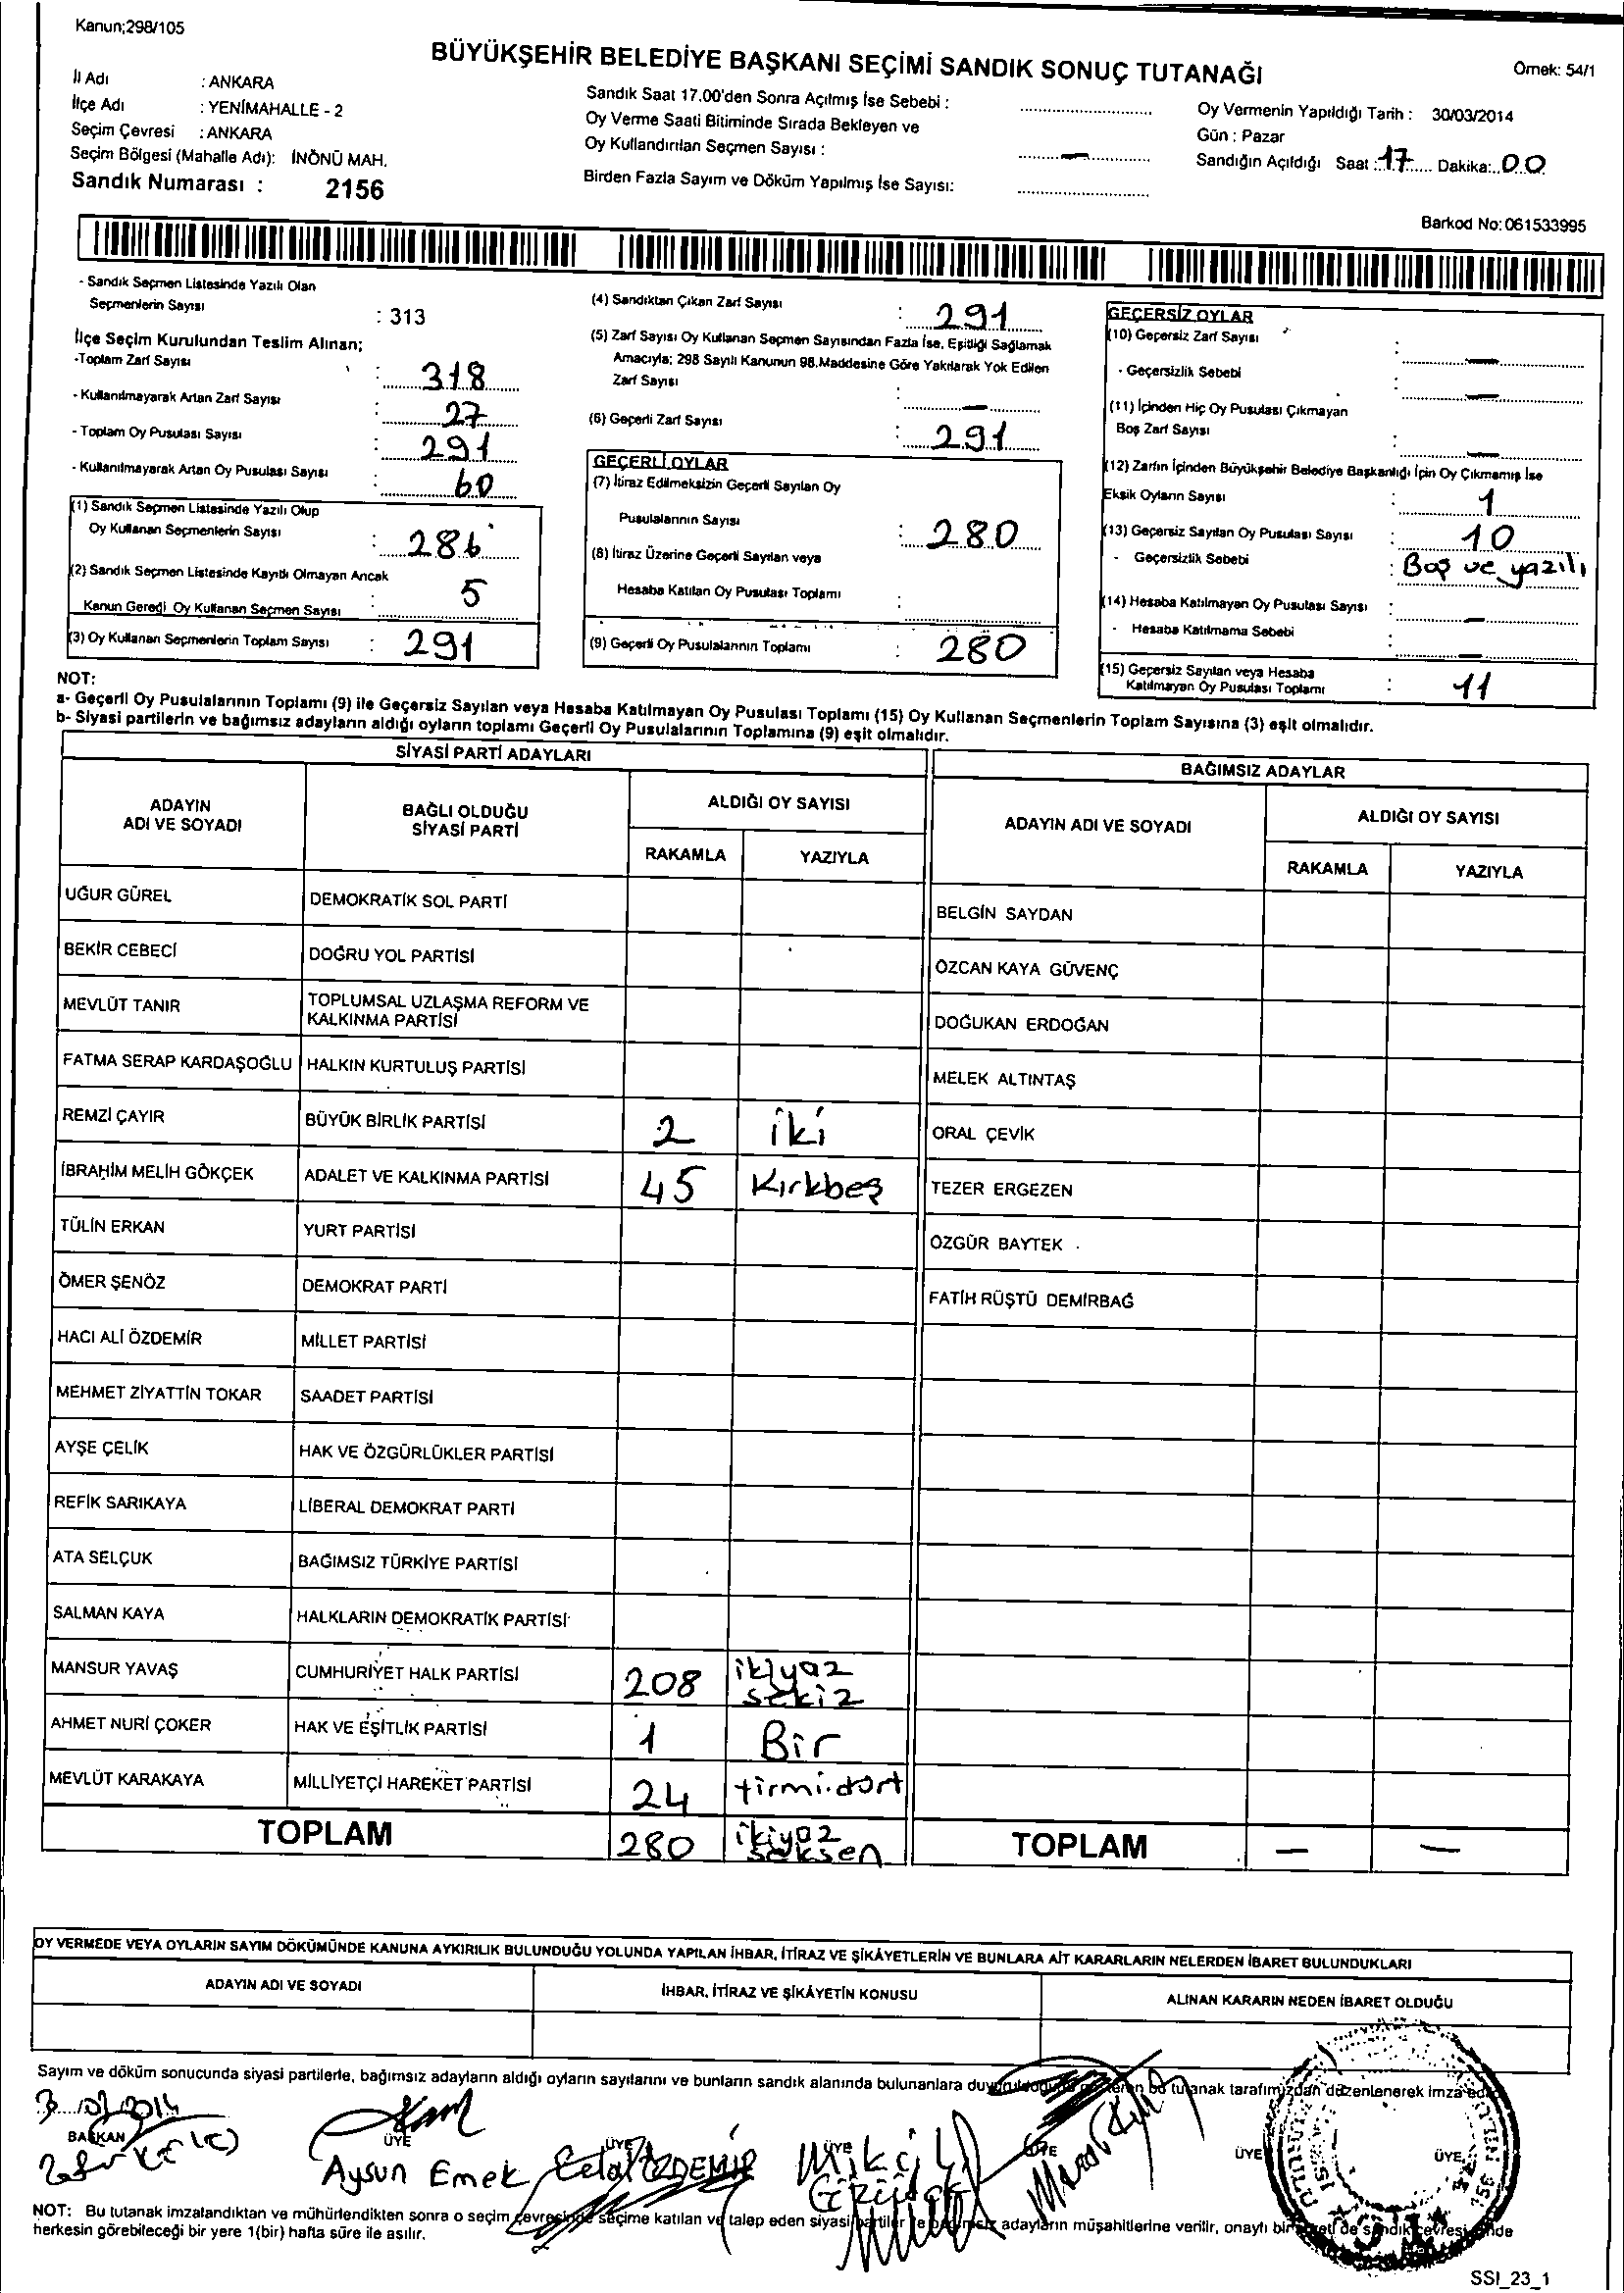 Kanun;298/105
BÜYÜKŞEHİR BELEDİYE BAŞKANI SEÇİMİ SANDIK SONUÇ TUTANAĞI
Örnek: 54/1
İl Adı : ANKARA
İlçe Adı : YENİMAHALLE - 2
Seçim Çevresi : ANKARA
Seçim Bölgesi (Mahalle Adı): İNÖNÜ MAH.
Sandık Numarası : 2156
Sandık Saat 17.00'den Sonra Açılmış İse Sebebi :
Oy Verme Saati Bitiminde Sırada Bekleyen ve
Oy Kullandırılan Seçmen Sayısı : —
Birden Fazla Sayım ve Döküm Yapılmış İse Sayısı:
Oy Vermenin Yapıldığı Tarih : 30/03/2014
Gün : Pazar
Sandığın Açıldığı Saat : 17 Dakika: 00
Barkod No: 061533995
- Sandık Seçmen Listesinde Yazılı Olan
Seçmenlerin Sayısı : 313
İlçe Seçim Kurulundan Teslim Alınan;
-Toplam Zarf Sayısı : 318
- Kullanılmayarak Artan Zarf Sayısı : 27
- Toplam Oy Pusulası Sayısı : 291
- Kullanılmayarak Artan Oy Pusulası Sayısı : 60
(1) Sandık Seçmen Listesinde Yazılı Olup
Oy Kullanan Seçmenlerin Sayısı : 286
(2) Sandık Seçmen Listesinde Kayıtlı Olmayan Ancak
Kanun Gereği Oy Kullanan Seçmen Sayısı : 5
(3) Oy Kullanan Seçmenlerin Toplam Sayısı : 291
(4) Sandıktan Çıkan Zarf Sayısı : 291
(5) Zarf Sayısı Oy Kullanan Seçmen Sayısından Fazla İse, Eşitliği Sağlamak
Amacıyla; 298 Sayılı Kanunun 98.Maddesine Göre Yakılarak Yok Edilen
Zarf Sayısı : —
(6) Geçerli Zarf Sayısı : 291
GEÇERLİ OYLAR
(7) İtiraz Edilmeksizin Geçerli Sayılan Oy
Pusulalarının Sayısı : 280
(8) İtiraz Üzerine Geçerli Sayılan veya
Hesaba Katılan Oy Pusulası Toplamı :
(9) Geçerli Oy Pusulalarının Toplamı : 280
GEÇERSİZ OYLAR
(10) Geçersiz Zarf Sayısı : —
- Geçersizlik Sebebi : —
(11) İçinden Hiç Oy Pusulası Çıkmayan
Boş Zarf Sayısı : —
(12) Zarfın İçinden Büyükşehir Belediye Başkanlığı İçin Oy Çıkmamış İse
Eksik Oyların Sayısı : 1
(13) Geçersiz Sayılan Oy Pusulası Sayısı : 10
- Geçersizlik Sebebi : Boş ve yazılı
(14) Hesaba Katılmayan Oy Pusulası Sayısı : —
- Hesaba Katılmama Sebebi : —
(15) Geçersiz Sayılan veya Hesaba
Katılmayan Oy Pusulası Toplamı : 11
NOT:
a- Geçerli Oy Pusulalarının Toplamı (9) ile Geçersiz Sayılan veya Hesaba Katılmayan Oy Pusulası Toplamı (15) Oy Kullanan Seçmenlerin Toplam Sayısına (3) eşit olmalıdır.
b- Siyasi partilerin ve bağımsız adayların aldığı oyların toplamı Geçerli Oy Pusulalarının Toplamına (9) eşit olmalıdır.
SİYASİ PARTİ ADAYLARI
ADAYIN ADI VE SOYADI BAĞLI OLDUĞU SİYASİ PARTİ ALDIĞI OY SAYISI
RAKAMLA YAZIYLA
UĞUR GÜREL DEMOKRATİK SOL PARTİ
BEKİR CEBECİ DOĞRU YOL PARTİSİ
MEVLÜT TANIR TOPLUMSAL UZLAŞMA REFORM VE
KALKINMA PARTİSİ
FATMA SERAP KARDAŞOĞLU HALKIN KURTULUŞ PARTİSİ
REMZİ ÇAYIR BÜYÜK BİRLİK PARTİSİ 2 iki
İBRAHİM MELİH GÖKÇEK ADALET VE KALKINMA PARTİSİ 45 Kırkbeş
TÜLİN ERKAN YURT PARTİSİ
ÖMER ŞENÖZ DEMOKRAT PARTİ
HACI ALİ ÖZDEMİR MİLLET PARTİSİ
MEHMET ZİYATTİN TOKAR SAADET PARTİSİ
AYŞE ÇELİK HAK VE ÖZGÜRLÜKLER PARTİSİ
REFİK SARIKAYA LİBERAL DEMOKRAT PARTİ
ATA SELÇUK BAĞIMSIZ TÜRKİYE PARTİSİ
SALMAN KAYA HALKLARIN DEMOKRATİK PARTİSİ
MANSUR YAVAŞ CUMHURİYET HALK PARTİSİ 208 ikiyüz
sekiz
AHMET NURİ ÇOKER HAK VE EŞİTLİK PARTİSİ 1 Bir
MEVLÜT KARAKAYA MİLLİYETÇİ HAREKET PARTİSİ 24 Yirmidört
TOPLAM 280 ikiyüz
seksen
BAĞIMSIZ ADAYLAR
ADAYIN ADI VE SOYADI ALDIĞI OY SAYISI
RAKAMLA YAZIYLA
BELGİN SAYDAN
ÖZCAN KAYA GÜVENÇ
DOĞUKAN ERDOĞAN
MELEK ALTINTAŞ
ORAL ÇEVİK
TEZER ERGEZEN
ÖZGÜR BAYTEK
FATİH RÜŞTÜ DEMİRBAĞ
TOPLAM — —
OY VERMEDE VEYA OYLARIN SAYIM DÖKÜMÜNDE KANUNA AYKIRILIK BULUNDUĞU YOLUNDA YAPILAN İHBAR, İTİRAZ VE ŞİKÂYETLERİN VE BUNLARA AİT KARARLARIN NELERDEN İBARET BULUNDUKLARI
ADAYIN ADI VE SOYADI İHBAR, İTİRAZ VE ŞİKÂYETİN KONUSU ALINAN KARARIN NEDEN İBARET OLDUĞU
Sayım ve döküm sonucunda siyasi partilerle, bağımsız adayların aldığı oyların sayılarını ve bunların sandık alanında bulunanlara duyurulduğunu gösteren bu tutanak tarafımızdan düzenlenerek imza
BAŞKAN ÜYE ÜYE ÜYE ÜYE ÜYE ÜYE
Aysun Emek Celal ÖZDEMİR
NOT: Bu tutanak imzalandıktan ve mühürlendikten sonra o seçim çevresinde seçime katılan ve talep eden siyasi partiler ve bağımsız adayların müşahitlerine verilir, onaylı bir sureti de sandık çevresi içinde
herkesin görebileceği bir yere 1(bir) hafta süre ile asılır.
SSI_23_1